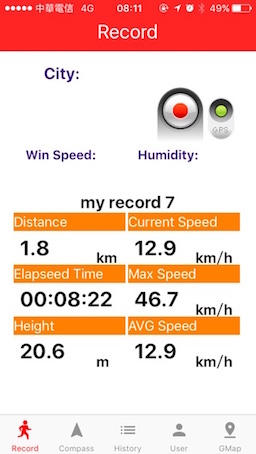 中華電信 4G 08:11 49%
Record
City:
GPS
Win Speed: Humidity:
my record 7
Distance Current Speed
1.8 km 12.9 km/h
Elapseed Time Max Speed
00:08:22 46.7 km/h
Height AVG Speed
20.6 m 12.9 km/h
Record Compass History User GMap